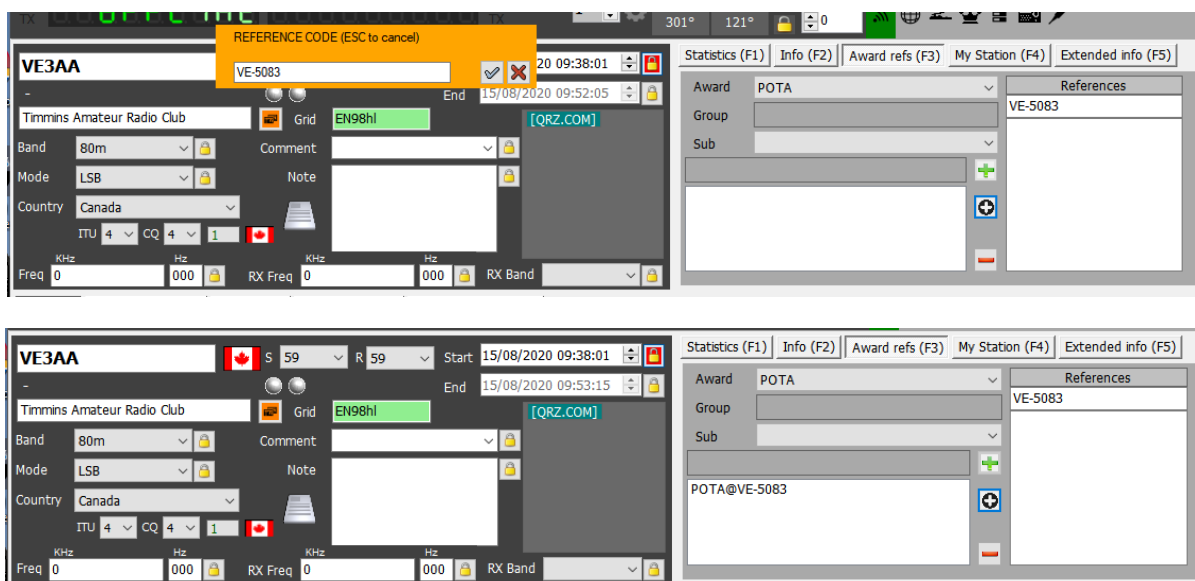 TX OFFLINE TX 301° 121° 0
REFERENCE CODE (ESC to cancel)
VE-5083
VE3AA 20 09:38:01
- End 15/08/2020 09:52:05
Timmins Amateur Radio Club Grid EN98hl [QRZ.COM]
Band 80m Comment
Mode LSB Note
Country Canada
ITU 4 CQ 4 1
KHz Hz KHz Hz
Freq 0 000 RX Freq 0 000 RX Band
Statistics (F1) Info (F2) Award refs (F3) My Station (F4) Extended info (F5)
Award POTA References
Group VE-5083
Sub
VE3AA S 59 R 59 Start 15/08/2020 09:38:01
- End 15/08/2020 09:53:15
Timmins Amateur Radio Club Grid EN98hl [QRZ.COM]
Band 80m Comment
Mode LSB Note
Country Canada
ITU 4 CQ 4 1
KHz Hz KHz Hz
Freq 0 000 RX Freq 0 000 RX Band
Statistics (F1) Info (F2) Award refs (F3) My Station (F4) Extended info (F5)
Award POTA References
Group VE-5083
Sub
POTA@VE-5083